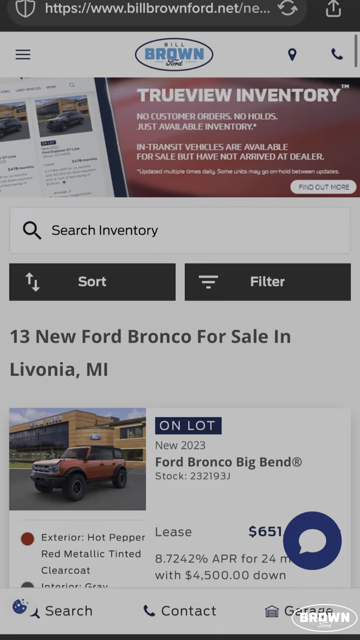 https://www.billbrownford.net/ne...
BILL
BROWN
Ford
TRUEVIEW INVENTORY™
NO CUSTOMER ORDERS. NO HOLDS.
JUST AVAILABLE INVENTORY.*
IN-TRANSIT VEHICLES ARE AVAILABLE
FOR SALE BUT HAVE NOT ARRIVED AT DEALER.
*Updated multiple times daily. Some units may go on-hold between updates.
FIND OUT MORE
Search Inventory
Sort
Filter
13 New Ford Bronco For Sale In
Livonia, MI
ON LOT
New 2023
Ford Bronco Big Bend®
Stock: 232193J
Exterior: Hot Pepper
Red Metallic Tinted
Clearcoat
Interior: Gray
Lease
$651
8.7242% APR for 24 m
with $4,500.00 down
Search
Contact
Garage
BROWN
Ford